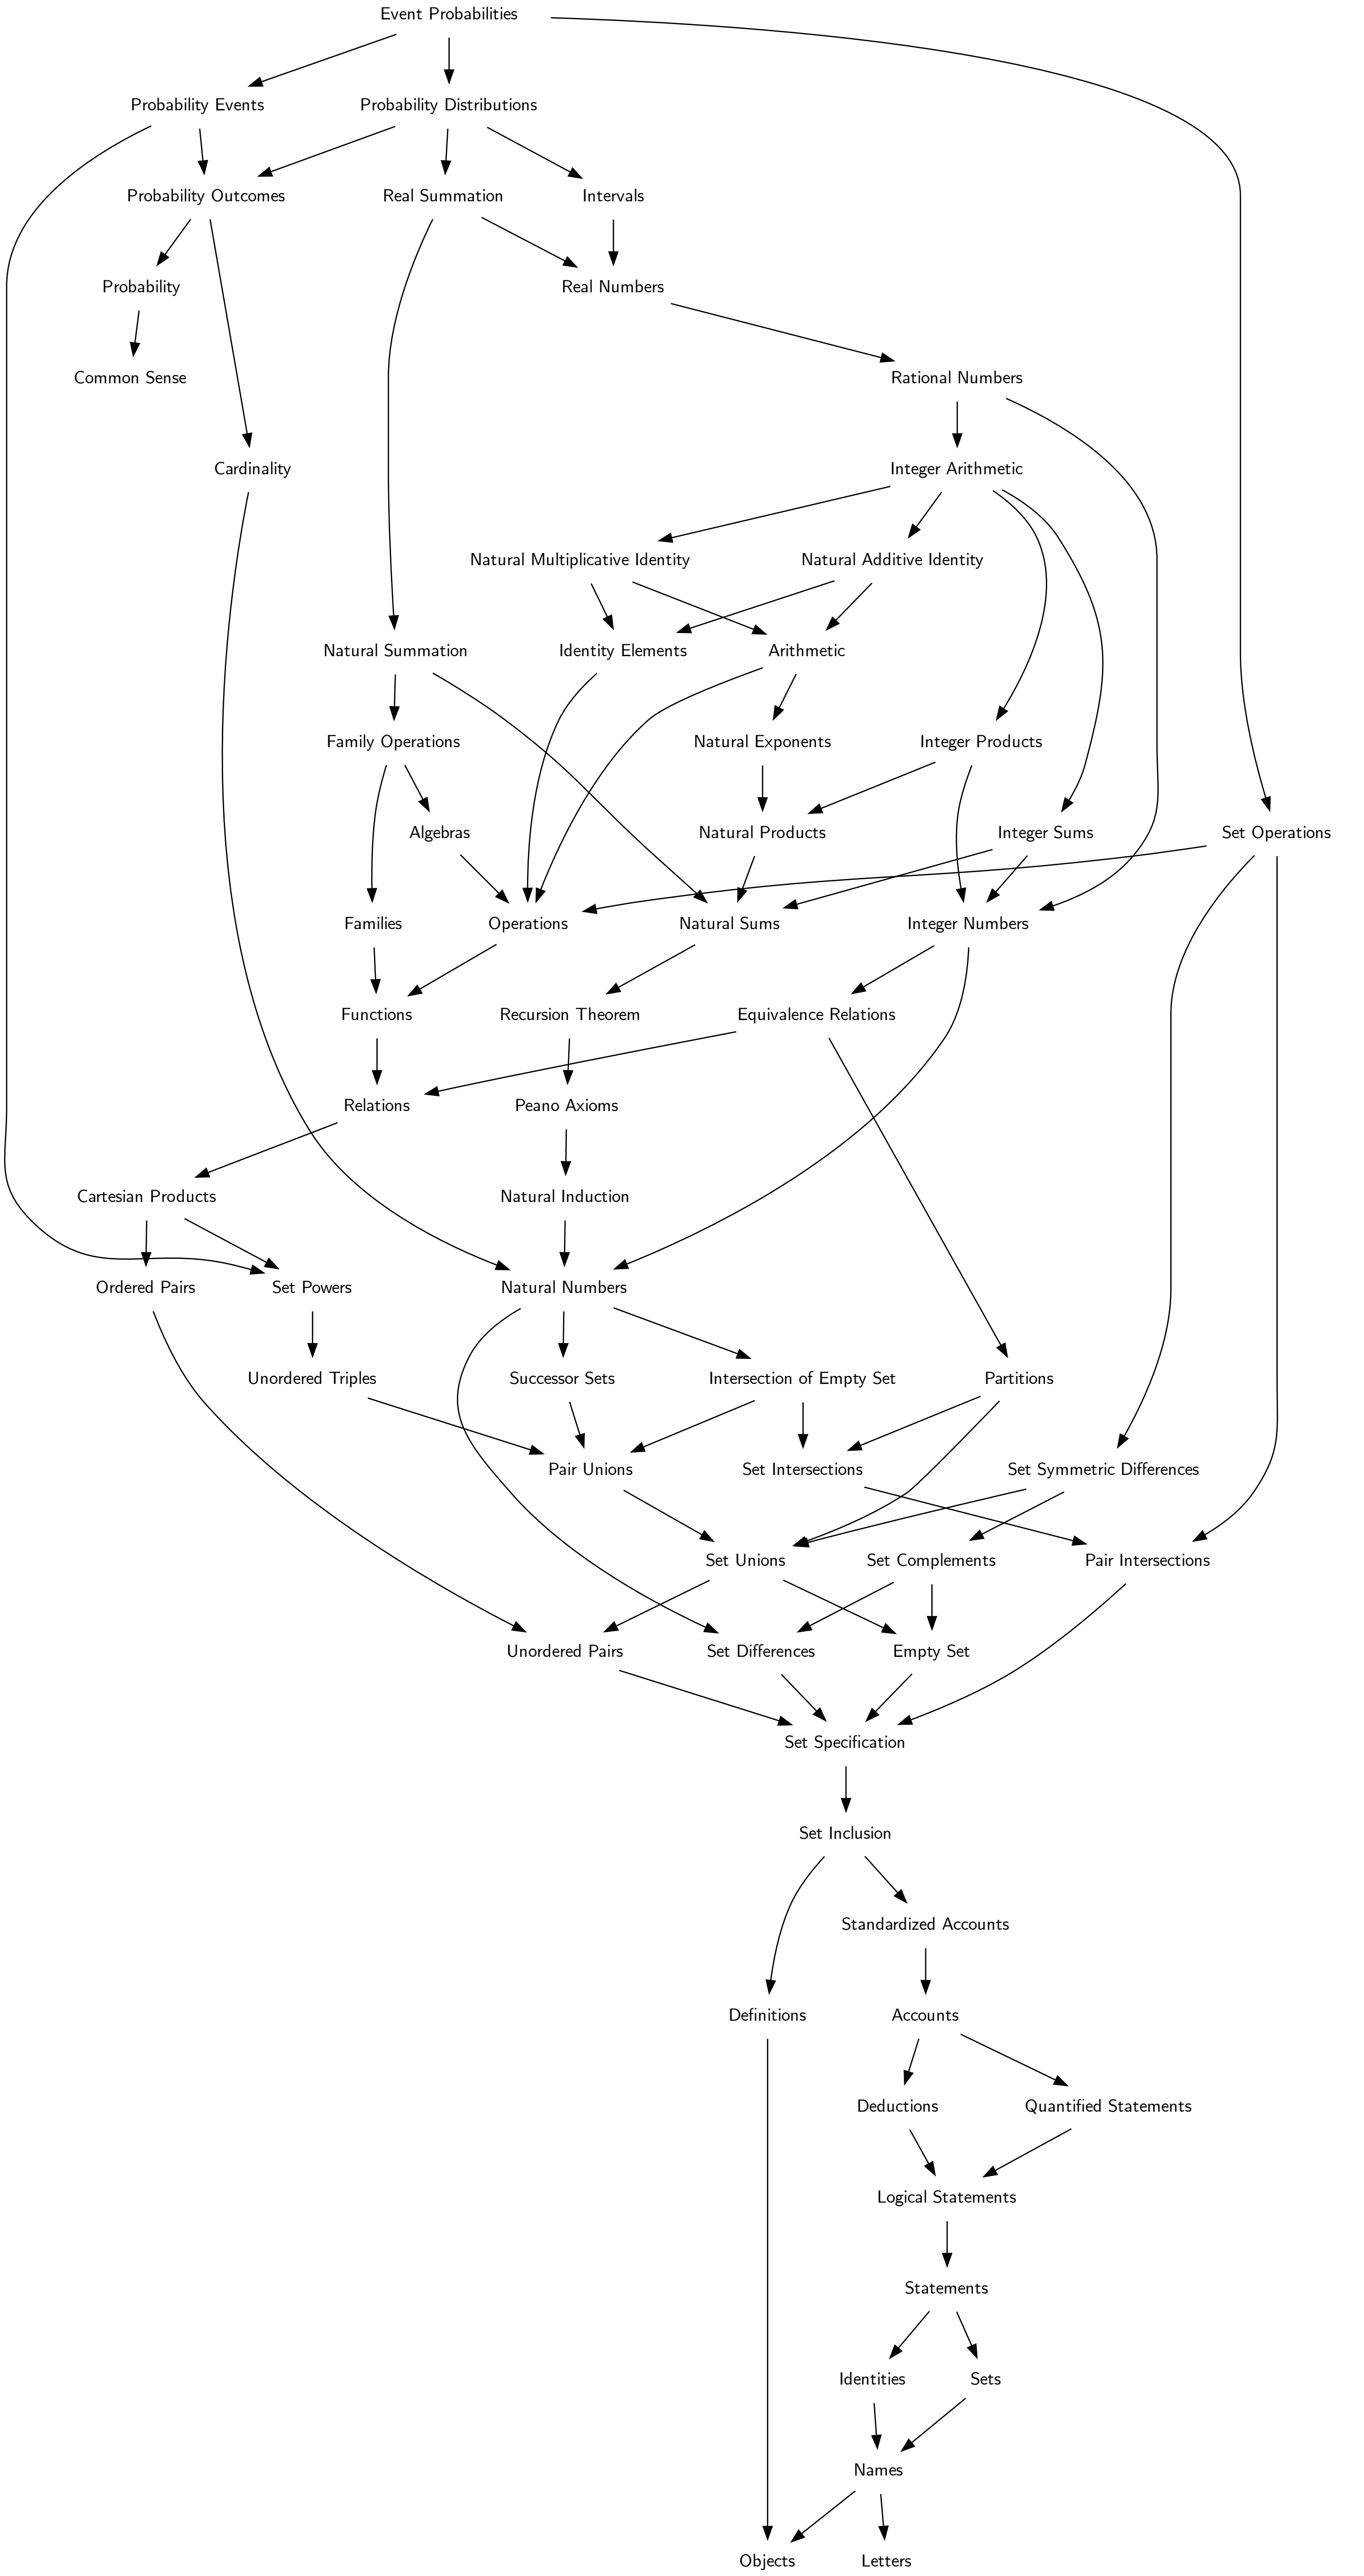 Event Probabilities
Probability Events
Probability Distributions
Probability Outcomes
Real Summation
Intervals
Probability
Real Numbers
Common Sense
Rational Numbers
Cardinality
Integer Arithmetic
Natural Multiplicative Identity
Natural Additive Identity
Natural Summation
Identity Elements
Arithmetic
Family Operations
Natural Exponents
Integer Products
Algebras
Natural Products
Integer Sums
Set Operations
Families
Operations
Natural Sums
Integer Numbers
Functions
Recursion Theorem
Equivalence Relations
Relations
Peano Axioms
Cartesian Products
Natural Induction
Ordered Pairs
Set Powers
Natural Numbers
Unordered Triples
Successor Sets
Intersection of Empty Set
Partitions
Pair Unions
Set Intersections
Set Symmetric Differences
Set Unions
Set Complements
Pair Intersections
Unordered Pairs
Set Differences
Empty Set
Set Specification
Set Inclusion
Standardized Accounts
Definitions
Accounts
Deductions
Quantified Statements
Logical Statements
Statements
Identities
Sets
Names
Objects
Letters